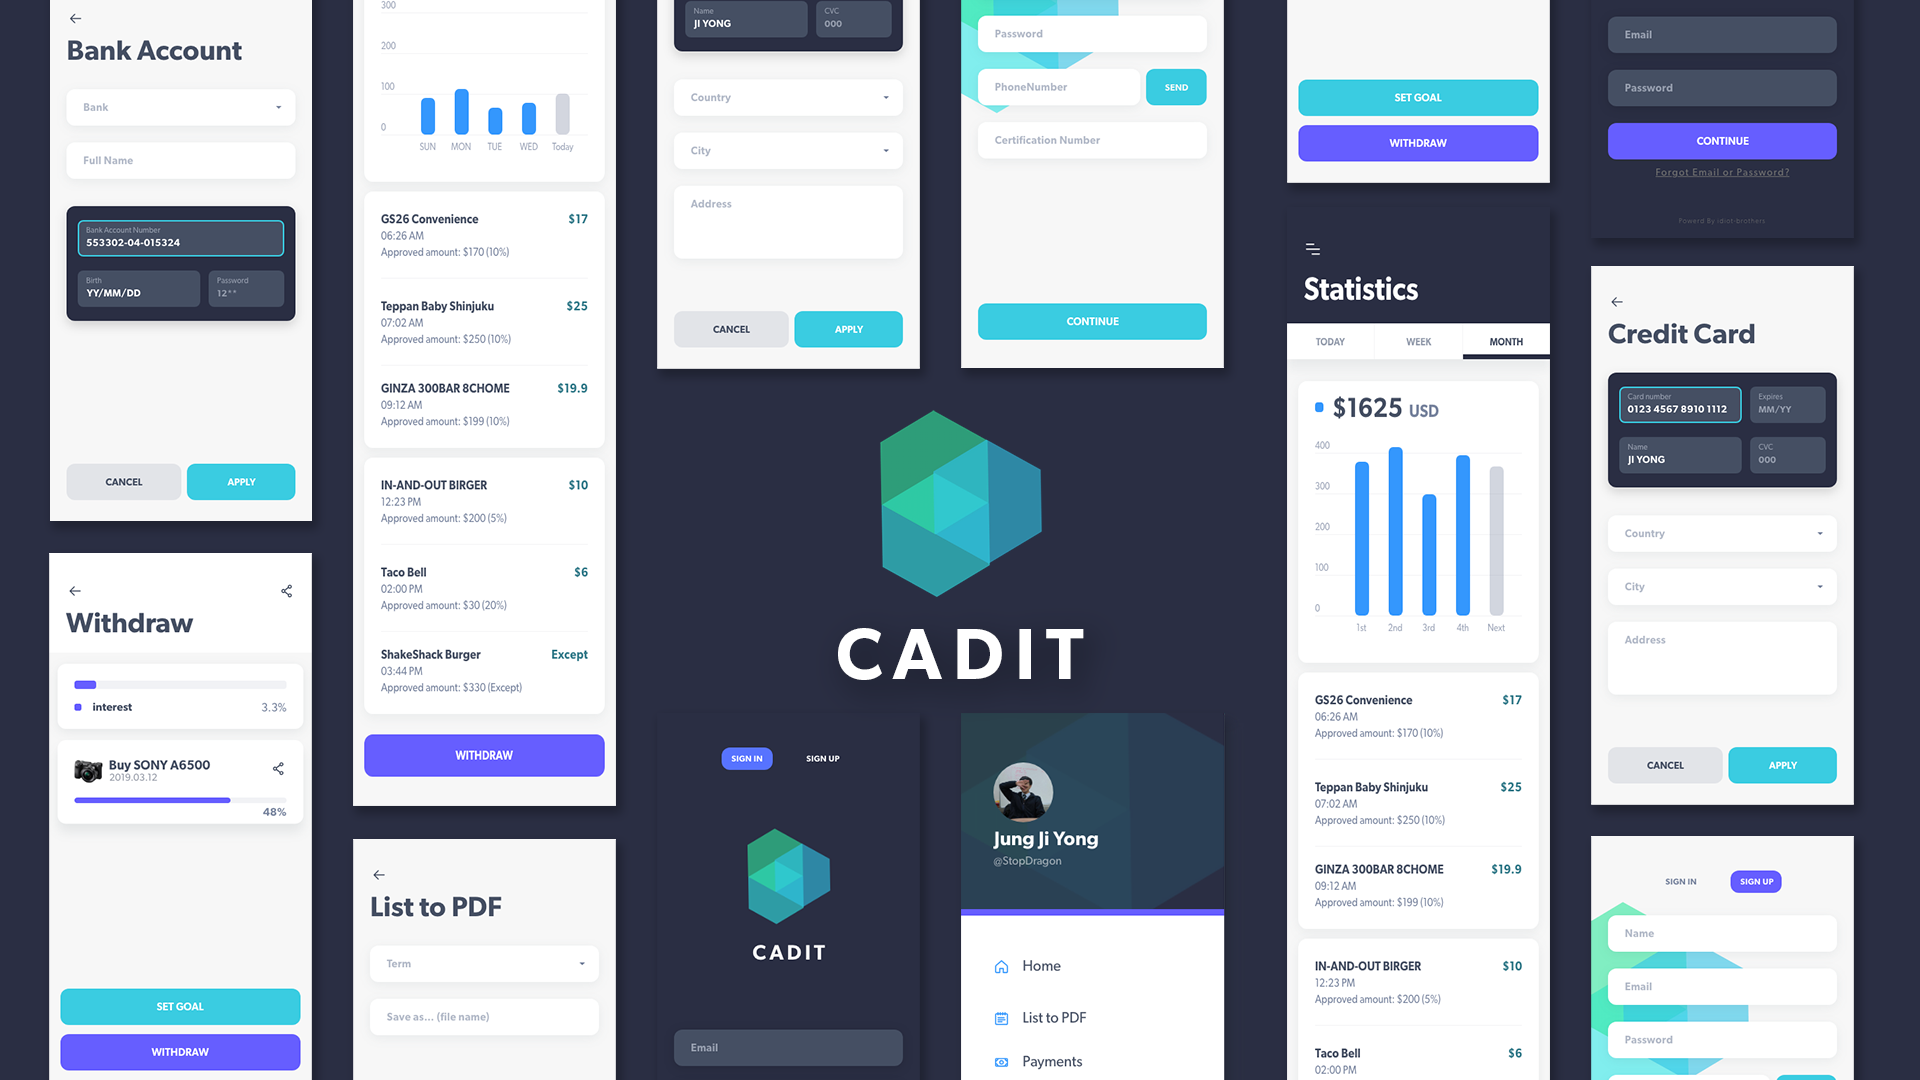 Bank Account
Bank
Full Name
Bank Account Number
553302-04-015324
Birth
YY/MM/DD
Password
12**
CANCEL
APPLY
Withdraw
interest
3.3%
Buy SONY A6500
2019.03.12
48%
SET GOAL
WITHDRAW
300
200
100
0
SUN MON TUE WED Today
GS26 Convenience $17
06:26 AM
Approved amount: $170 (10%)
Teppan Baby Shinjuku $25
07:02 AM
Approved amount: $250 (10%)
GINZA 300BAR 8CHOME $19.9
09:12 AM
Approved amount: $199 (10%)
IN-AND-OUT BIRGER $10
12:23 PM
Approved amount: $200 (5%)
Taco Bell $6
02:00 PM
Approved amount: $30 (20%)
ShakeShack Burger Except
03:44 PM
Approved amount: $330 (Except)
WITHDRAW
List to PDF
Term
Save as... (file name)
Name
JI YONG
CVC
000
Country
City
Address
CANCEL
APPLY
Password
PhoneNumber
SEND
Certification Number
CONTINUE
CADIT
SIGN IN
SIGN UP
CADIT
Email
Jung Ji Yong
@StopDragon
Home
List to PDF
Payments
SET GOAL
WITHDRAW
Statistics
TODAY WEEK MONTH
$1625 USD
400
300
200
100
0
1st 2nd 3rd 4th Next
GS26 Convenience $17
06:26 AM
Approved amount: $170 (10%)
Teppan Baby Shinjuku $25
07:02 AM
Approved amount: $250 (10%)
GINZA 300BAR 8CHOME $19.9
09:12 AM
Approved amount: $199 (10%)
IN-AND-OUT BIRGER $10
12:23 PM
Approved amount: $200 (5%)
Taco Bell $6
02:00 PM
Email
Password
CONTINUE
Forgot Email or Password?
Powerd By idiot-brothers
Credit Card
Card number
0123 4567 8910 1112
Expires
MM/YY
Name
JI YONG
CVC
000
Country
City
Address
CANCEL
APPLY
SIGN IN
SIGN UP
Name
Email
Password